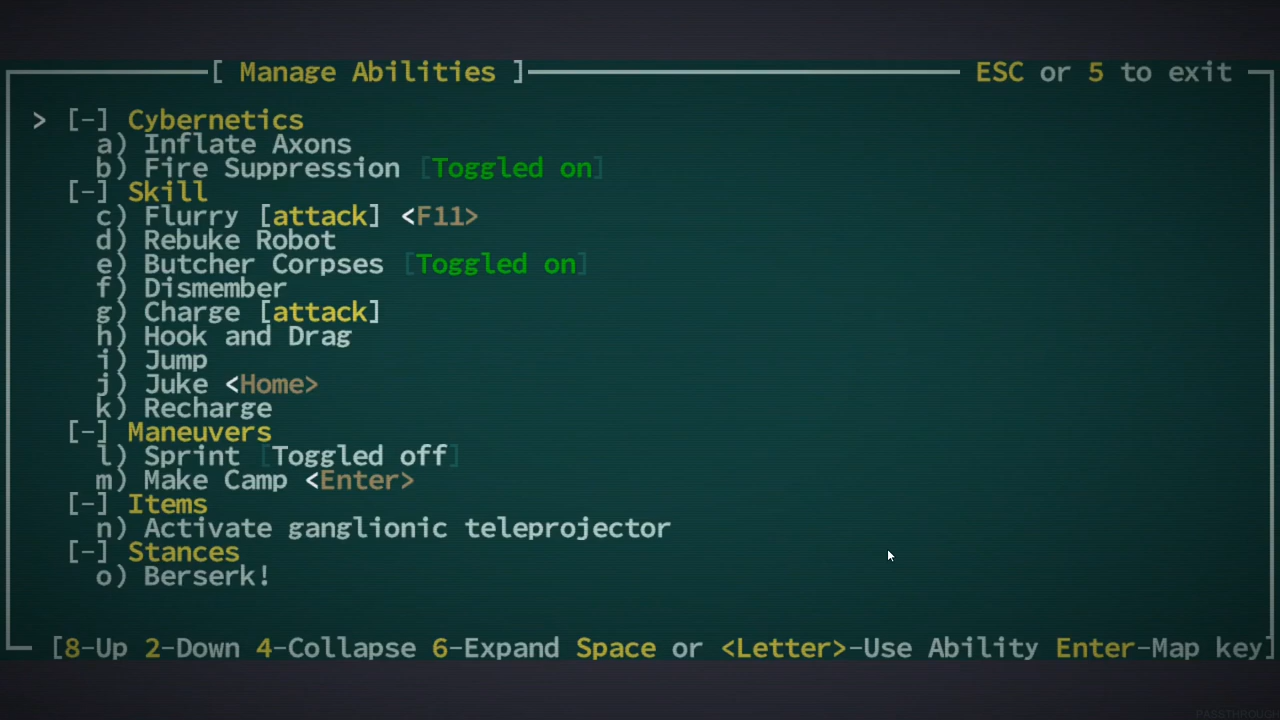 [ Manage Abilities ] ESC or 5 to exit
> [-] Cybernetics
a) Inflate Axons
b) Fire Suppression [Toggled on]
[-] Skill
c) Flurry [attack] <F11>
d) Rebuke Robot
e) Butcher Corpses [Toggled on]
f) Dismember
g) Charge [attack]
h) Hook and Drag
i) Jump
j) Juke <Home>
k) Recharge
[-] Maneuvers
l) Sprint [Toggled off]
m) Make Camp <Enter>
[-] Items
n) Activate ganglionic teleprojector
[-] Stances
o) Berserk!
[8-Up 2-Down 4-Collapse 6-Expand Space or <Letter>-Use Ability Enter-Map key]